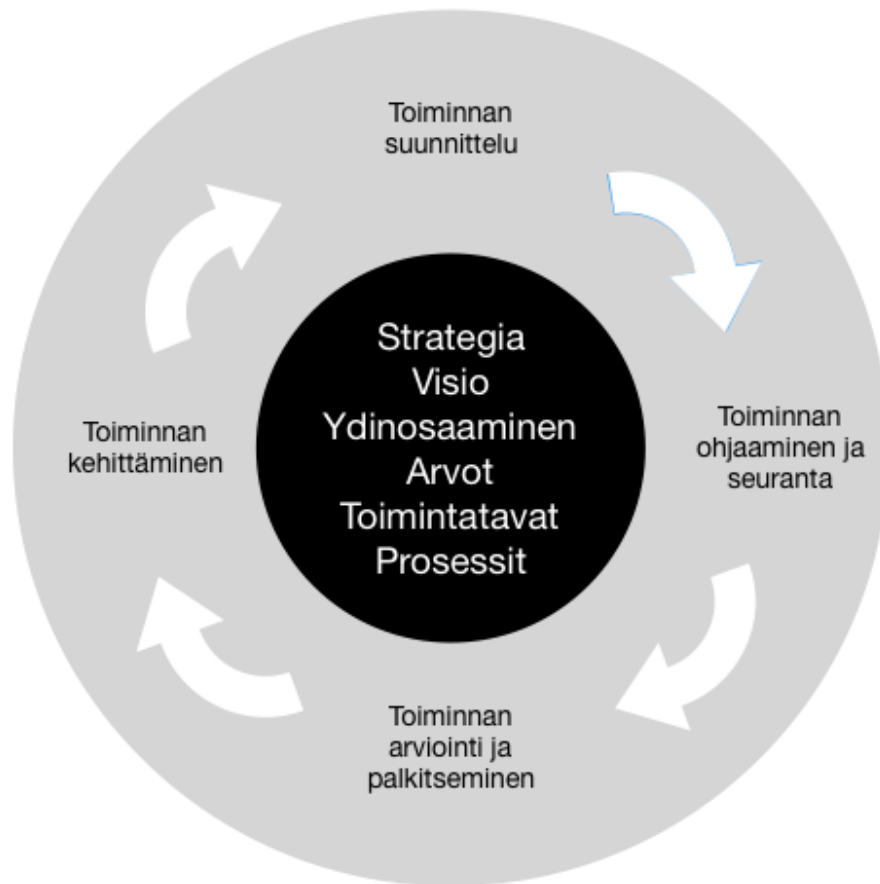 Toiminnan
suunnittelu
Strategia
Visio
Ydinosaaminen
Arvot
Toimintatavat
Prosessit
Toiminnan
ohjaaminen ja
seuranta
Toiminnan
kehittäminen
Toiminnan
arviointi ja
palkitseminen